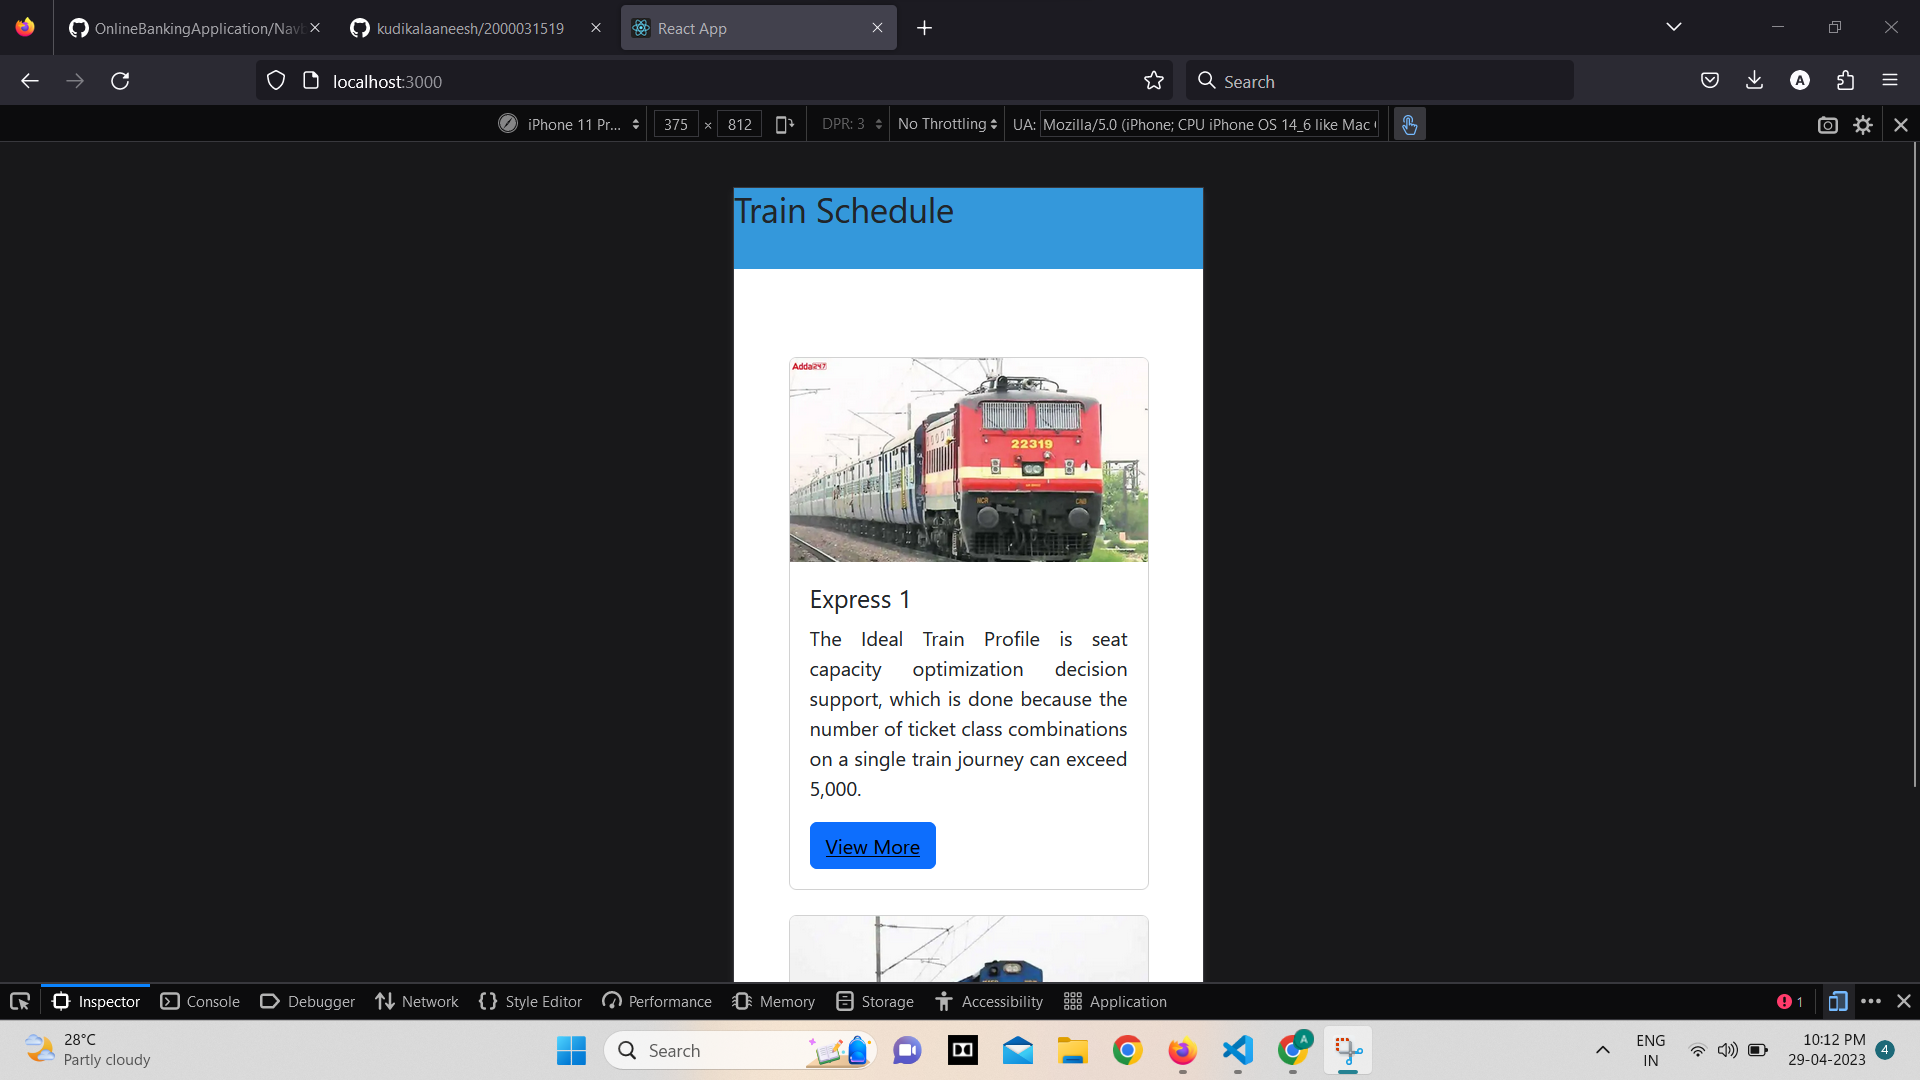 OnlineBankingApplication/Navb
kudikalaaneesh/2000031519
React App
localhost:3000
Search
iPhone 11 Pr...
375 × 812
DPR: 3
No Throttling
UA: Mozilla/5.0 (iPhone; CPU iPhone OS 14_6 like Mac
Train Schedule
Adda247
22319
NCR
CNB
Express 1
The Ideal Train Profile is seat
capacity optimization decision
support, which is done because the
number of ticket class combinations
on a single train journey can exceed
5,000.
View More
Inspector
Console
Debugger
Network
Style Editor
Performance
Memory
Storage
Accessibility
Application
1
28°C
Partly cloudy
Search
A
ENG
IN
10:12 PM
29-04-2023
4